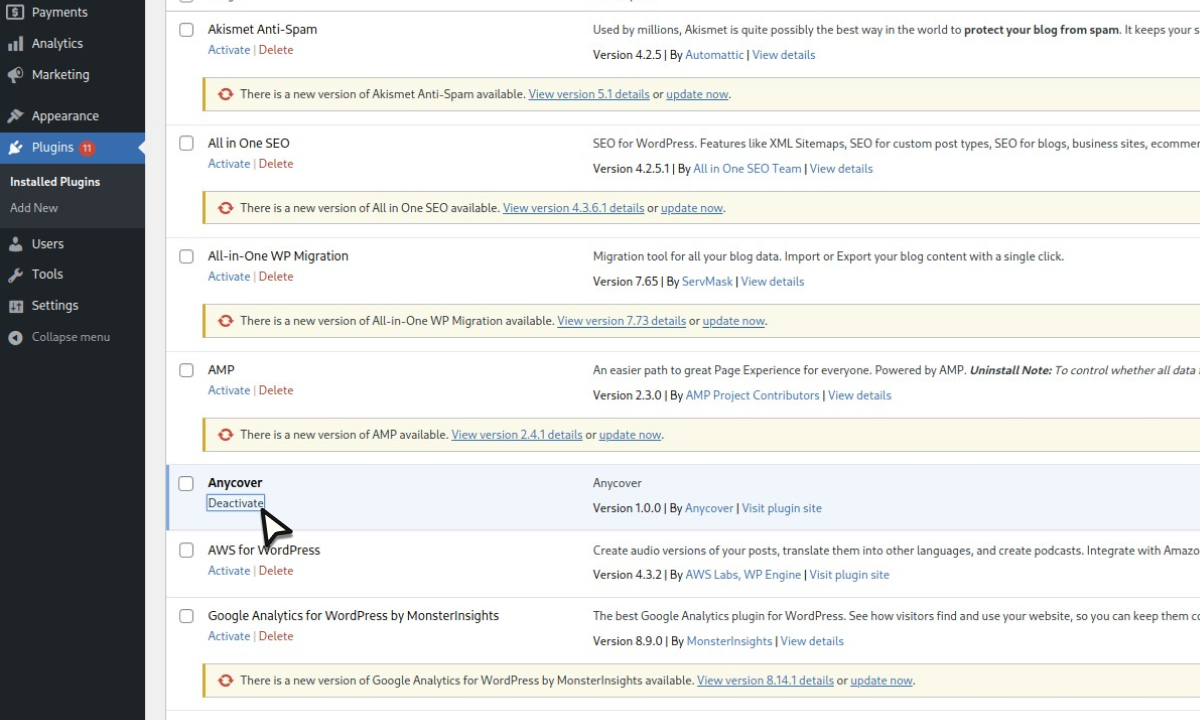 Payments
Analytics
Marketing
Appearance
Plugins 11
Installed Plugins
Add New
Users
Tools
Settings
Collapse menu
Akismet Anti-Spam
Used by millions, Akismet is quite possibly the best way in the world to protect your blog from spam. It keeps your s
Activate | Delete
Version 4.2.5 | By Automattic | View details
There is a new version of Akismet Anti-Spam available. View version 5.1 details or update now.
All in One SEO
SEO for WordPress. Features like XML Sitemaps, SEO for custom post types, SEO for blogs, business sites, ecommer
Activate | Delete
Version 4.2.5.1 | By All in One SEO Team | View details
There is a new version of All in One SEO available. View version 4.3.6.1 details or update now.
All-in-One WP Migration
Migration tool for all your blog data. Import or Export your blog content with a single click.
Activate | Delete
Version 7.65 | By ServMask | View details
There is a new version of All-in-One WP Migration available. View version 7.73 details or update now.
AMP
An easier path to great Page Experience for everyone. Powered by AMP. Uninstall Note: To control whether all data
Activate | Delete
Version 2.3.0 | By AMP Project Contributors | View details
There is a new version of AMP available. View version 2.4.1 details or update now.
Anycover
Anycover
Deactivate
Version 1.0.0 | By Anycover | Visit plugin site
AWS for WordPress
Create audio versions of your posts, translate them into other languages, and create podcasts. Integrate with Amazo
Activate | Delete
Version 4.3.2 | By AWS Labs, WP Engine | Visit plugin site
Google Analytics for WordPress by MonsterInsights
The best Google Analytics plugin for WordPress. See how visitors find and use your website, so you can keep them co
Activate | Delete
Version 8.9.0 | By MonsterInsights | View details
There is a new version of Google Analytics for WordPress by MonsterInsights available. View version 8.14.1 details or update now.